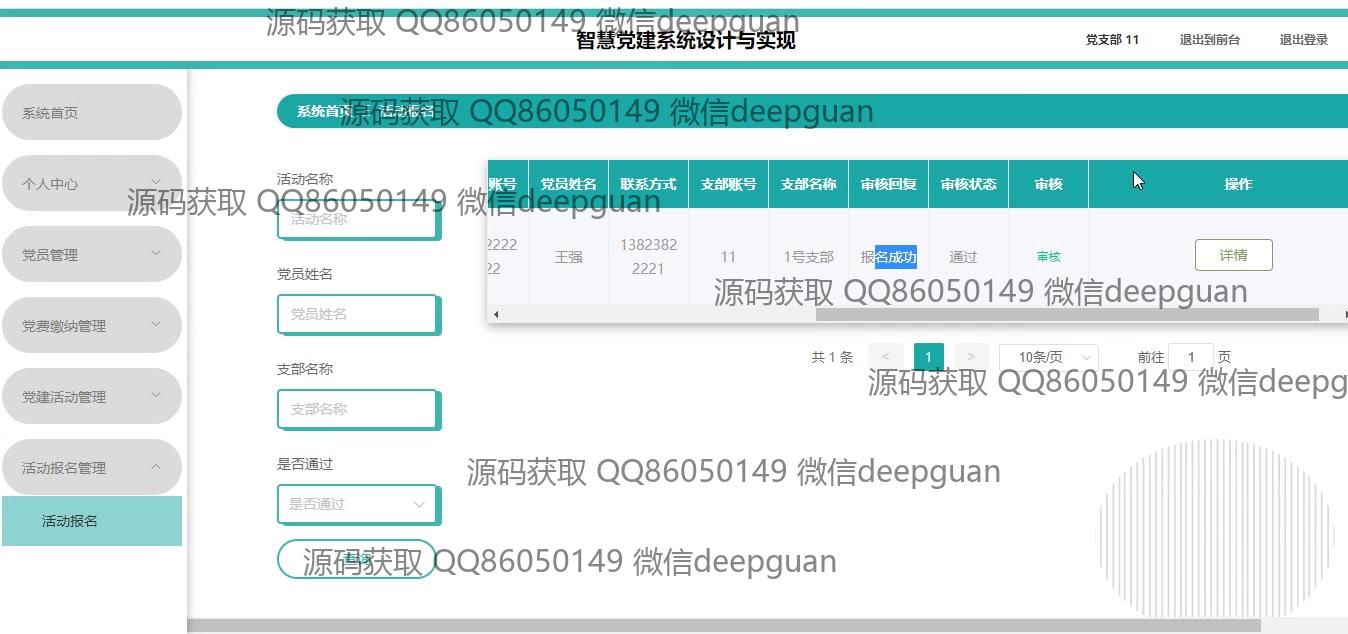 源码获取 QQ86050149 微信deepguan
智慧党建系统设计与实现
党支部 11
退出到前台
退出登录
系统首页
个人中心
党员管理
党费缴纳管理
党建活动管理
活动报名管理
活动报名
系统首页 活动报名
源码获取 QQ86050149 微信deepguan
活动名称
活动名称
源码获取 QQ86050149 微信deepguan
党员姓名
党员姓名
支部名称
支部名称
是否通过
是否通过
账号 党员姓名 联系方式 支部账号 支部名称 审核回复 审核状态 审核 操作
2222
22
王强
1382382
2221
11
1号支部
报名成功
通过
审核
详情
源码获取 QQ86050149 微信deepguan
共 1 条 < 1 > 10条/页 前往 1 页
源码获取 QQ86050149 微信deepg
源码获取 QQ86050149 微信deepguan
源码获取 QQ86050149 微信deepguan